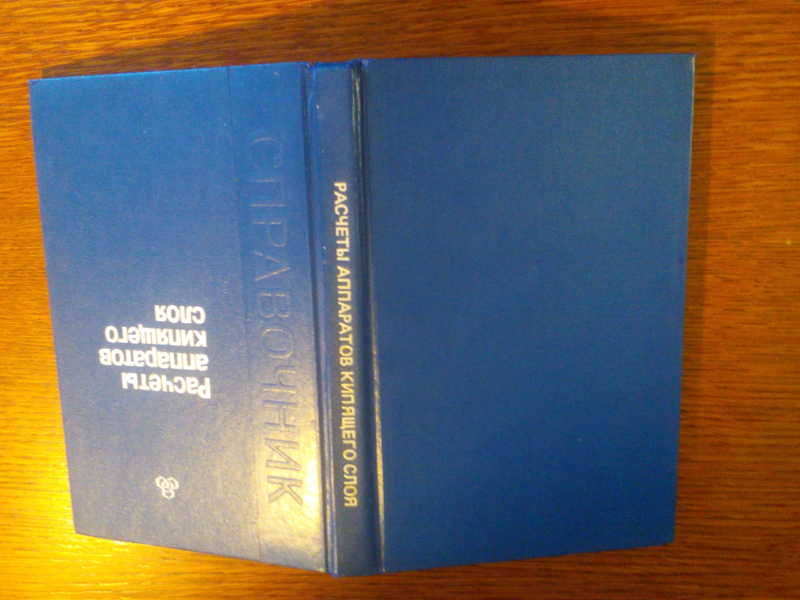 СПРАВОЧНИК
Расчеты
аппаратов
кипящего
слоя
РАСЧЕТЫ АППАРАТОВ КИПЯЩЕГО СЛОЯ